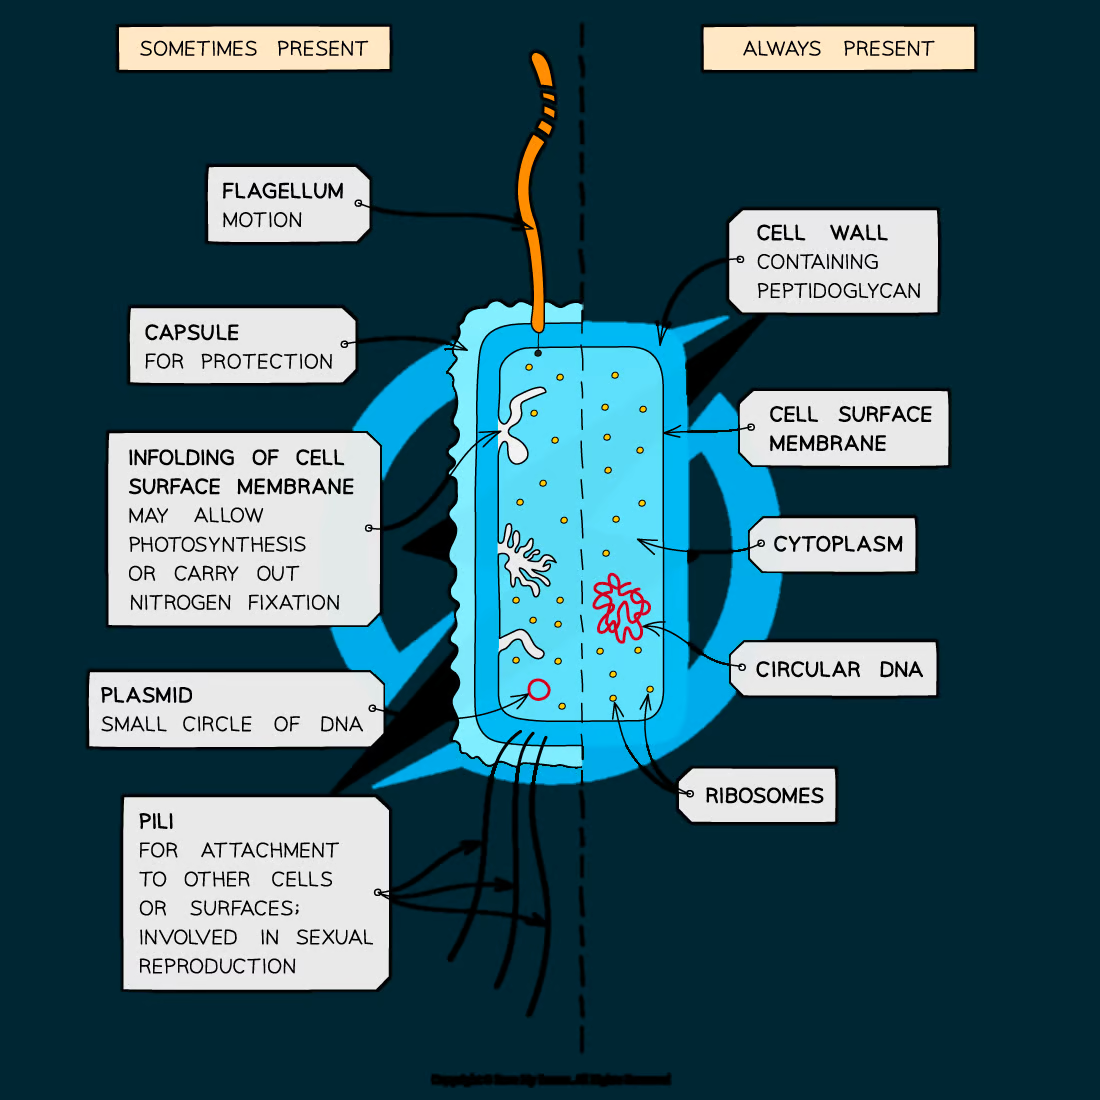 SOMETIMES PRESENT
ALWAYS PRESENT
FLAGELLUM
MOTION
CAPSULE
FOR PROTECTION
INFOLDING OF CELL
SURFACE MEMBRANE
MAY ALLOW
PHOTOSYNTHESIS
OR CARRY OUT
NITROGEN FIXATION
PLASMID
SMALL CIRCLE OF DNA
PILI
FOR ATTACHMENT
TO OTHER CELLS
OR SURFACES;
INVOLVED IN SEXUAL
REPRODUCTION
CELL WALL
CONTAINING
PEPTIDOGLYCAN
CELL SURFACE
MEMBRANE
CYTOPLASM
CIRCULAR DNA
RIBOSOMES